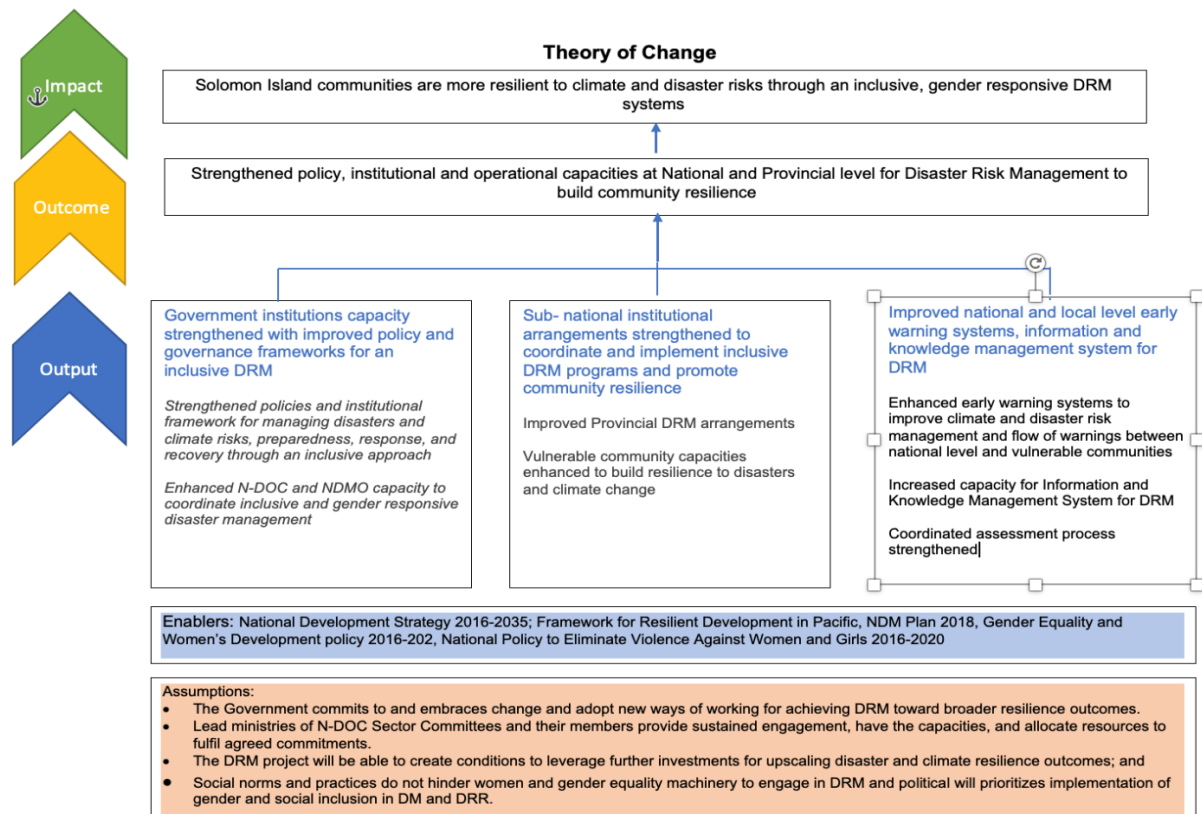 Theory of Change
Impact
Solomon Island communities are more resilient to climate and disaster risks through an inclusive, gender responsive DRM
systems
Outcome
Strengthened policy, institutional and operational capacities at National and Provincial level for Disaster Risk Management to
build community resilience
Output
Government institutions capacity
strengthened with improved policy and
governance frameworks for an
inclusive DRM
Strengthened policies and institutional
framework for managing disasters and
climate risks, preparedness, response, and
recovery through an inclusive approach
Enhanced N-DOC and NDMO capacity to
coordinate inclusive and gender responsive
disaster management
Sub- national institutional
arrangements strengthened to
coordinate and implement inclusive
DRM programs and promote
community resilience
Improved Provincial DRM arrangements
Vulnerable community capacities
enhanced to build resilience to disasters
and climate change
Improved national and local level early
warning systems, information and
knowledge management system for
DRM
Enhanced early warning systems to
improve climate and disaster risk
management and flow of warnings between
national level and vulnerable communities
Increased capacity for Information and
Knowledge Management System for DRM
Coordinated assessment process
strengthened
Enablers: National Development Strategy 2016-2035; Framework for Resilient Development in Pacific, NDM Plan 2018, Gender Equality and
Women's Development policy 2016-202, National Policy to Eliminate Violence Against Women and Girls 2016-2020
Assumptions:
• The Government commits to and embraces change and adopt new ways of working for achieving DRM toward broader resilience outcomes.
• Lead ministries of N-DOC Sector Committees and their members provide sustained engagement, have the capacities, and allocate resources to
fulfil agreed commitments.
• The DRM project will be able to create conditions to leverage further investments for upscaling disaster and climate resilience outcomes; and
• Social norms and practices do not hinder women and gender equality machinery to engage in DRM and political will prioritizes implementation of
gender and social inclusion in DM and DRR.